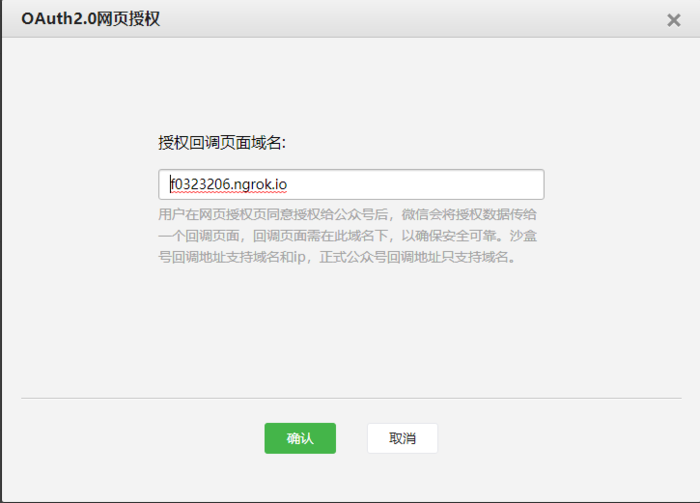 OAuth2.0网页授权
授权回调页面域名:
f0323206.ngrok.io
用户在网页授权页同意授权给公众号后，微信会将授权数据传给
一个回调页面，回调页面需在此域名下，以确保安全可靠。沙盒
号回调地址支持域名和ip，正式公众号回调地址只支持域名。
确认
取消